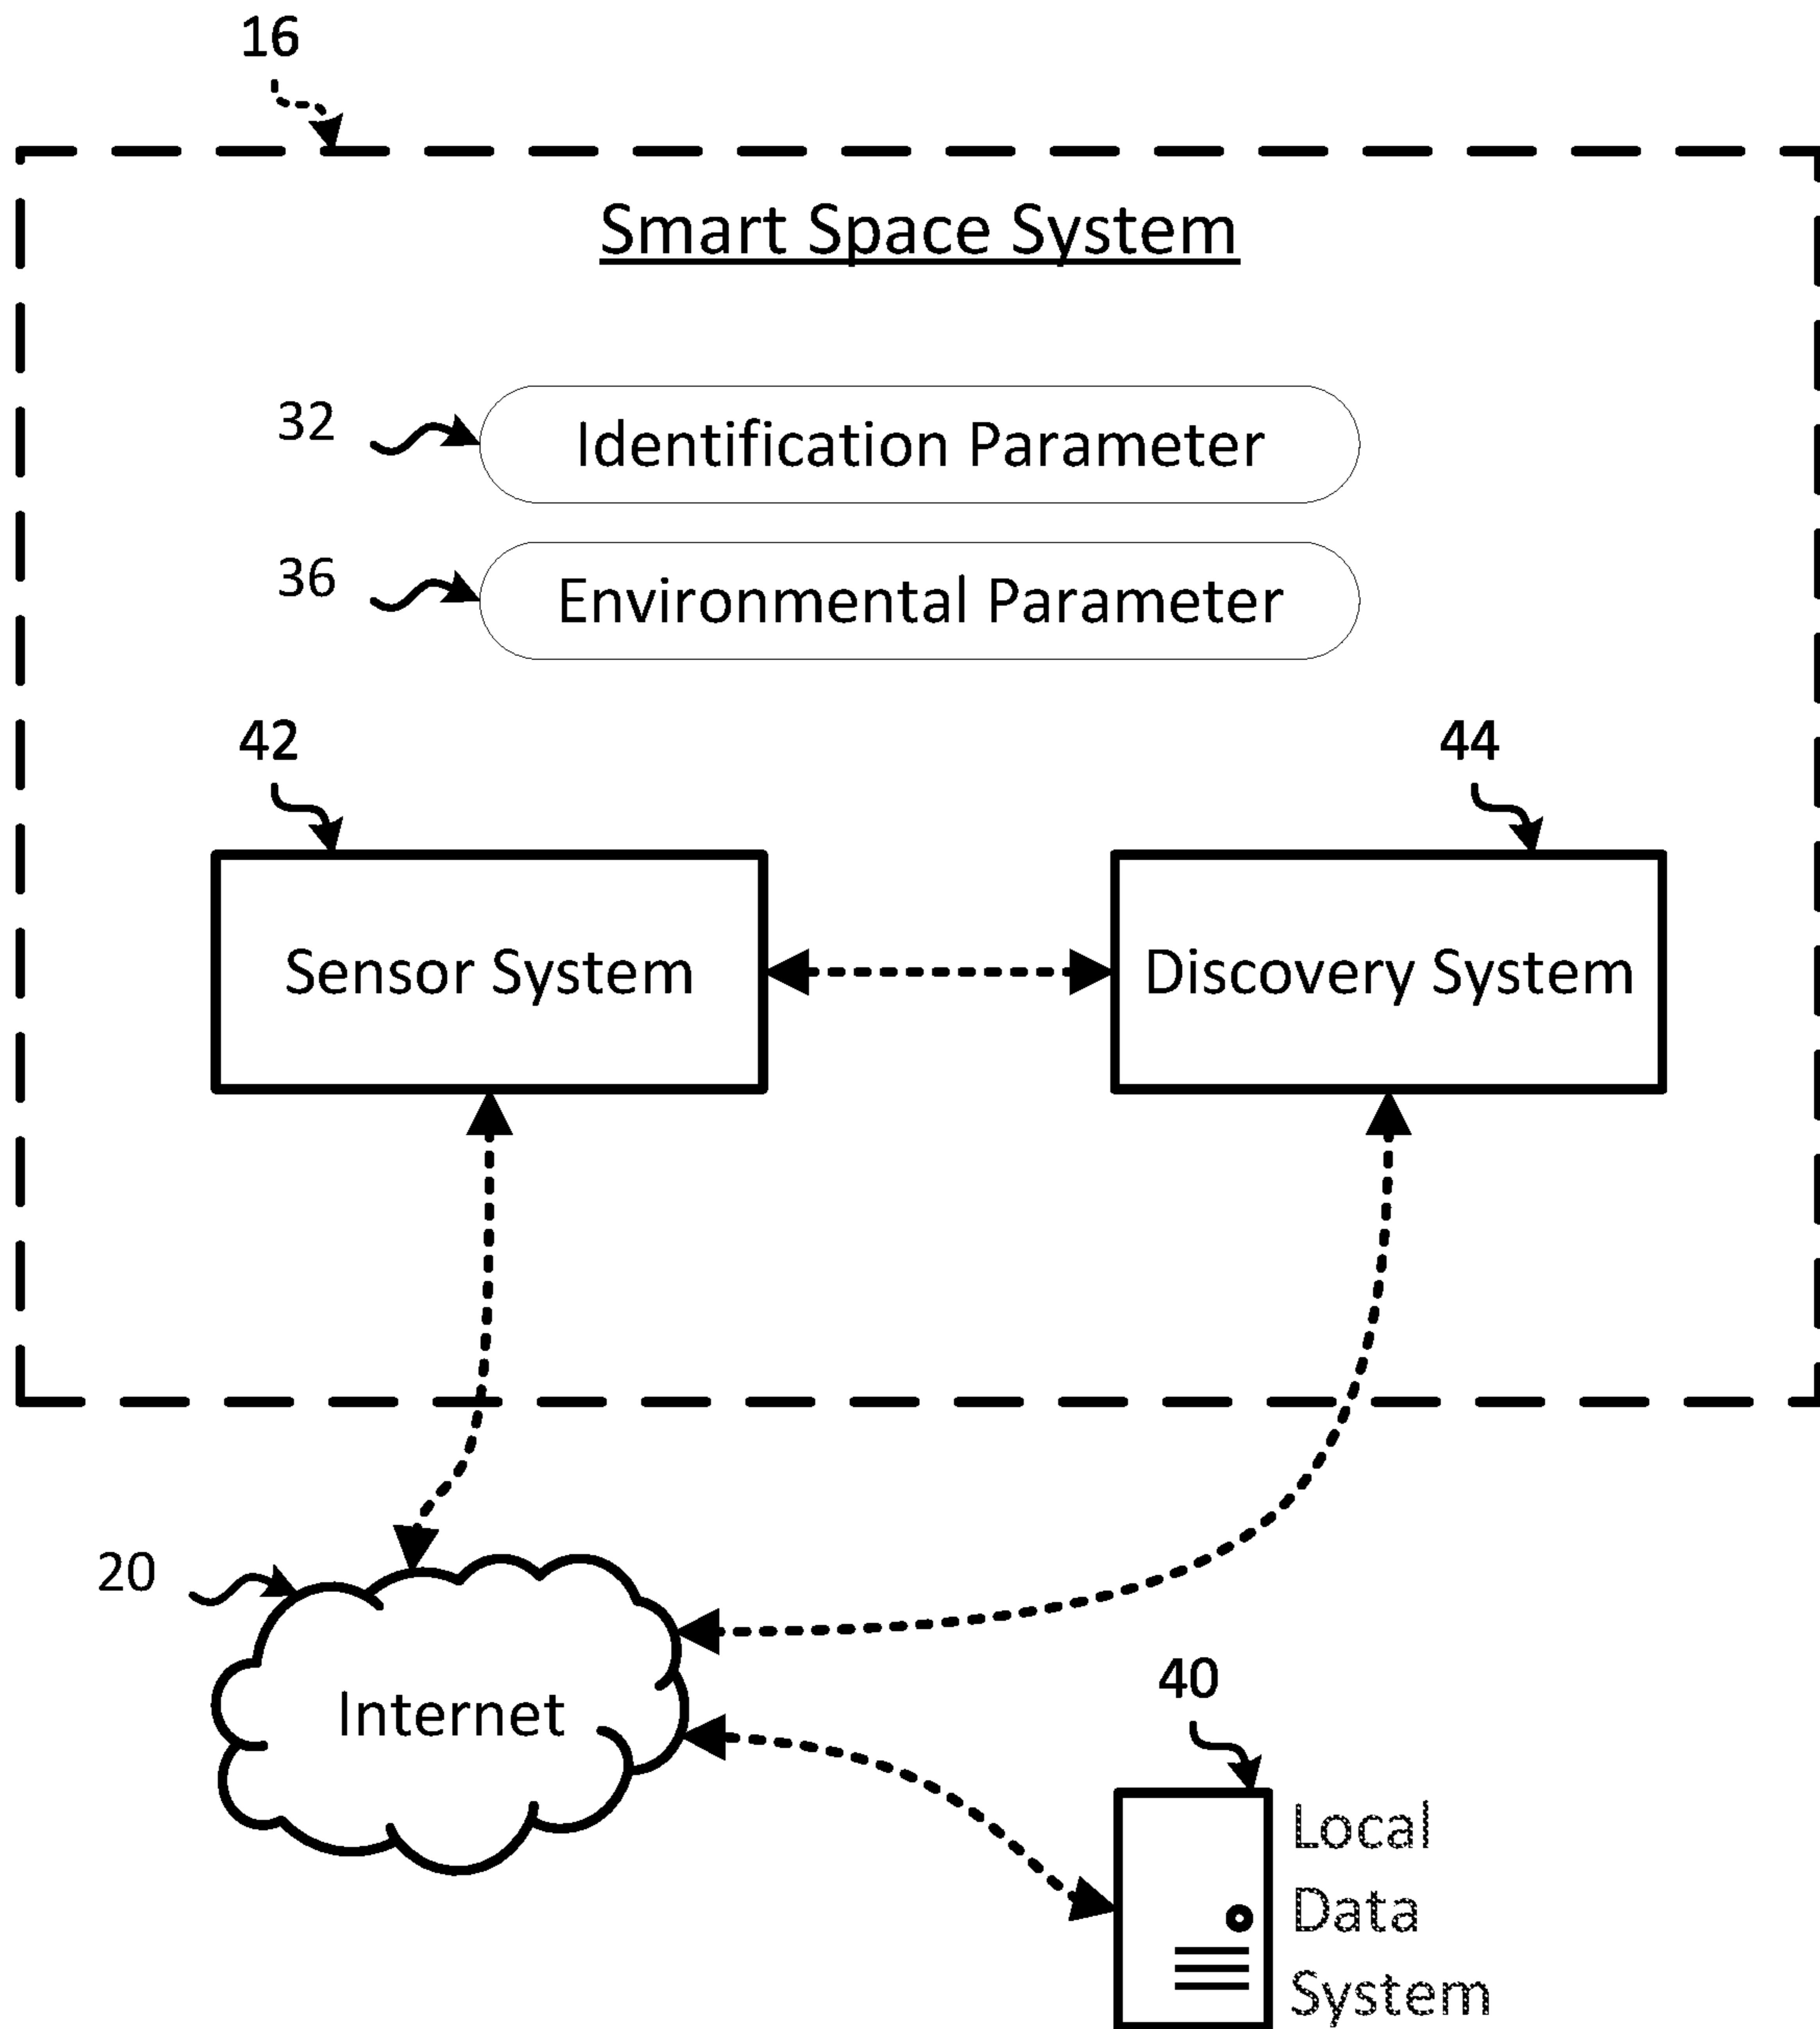 16
Smart Space System
32
Identification Parameter
36
Environmental Parameter
42
44
Sensor System
Discovery System
20
Internet
40
Local
Data
System